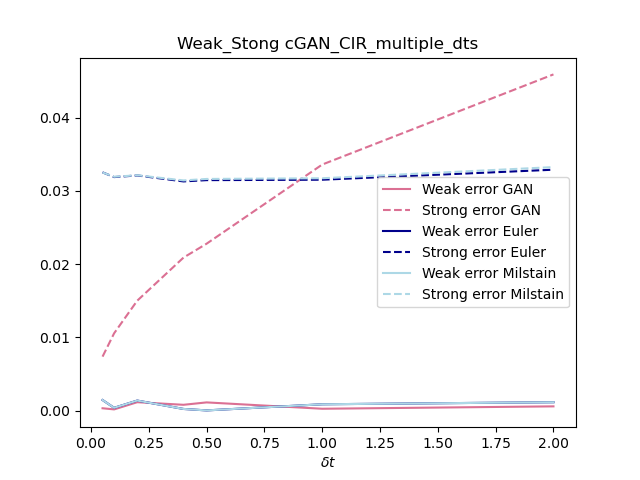 Weak_Stong cGAN_CIR_multiple_dts
0.04
0.03
0.02
0.01
0.00
Weak error GAN
Strong error GAN
Weak error Euler
Strong error Euler
Weak error Milstain
Strong error Milstain
0.00 0.25 0.50 0.75 1.00 1.25 1.50 1.75 2.00
δt